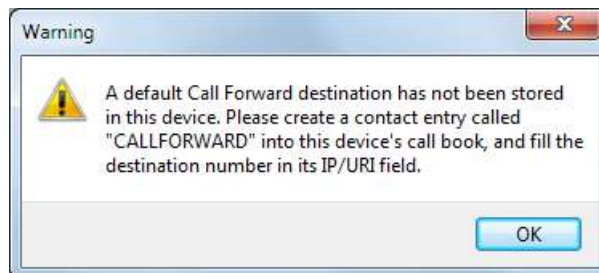 Warning
A default Call Forward destination has not been stored
in this device. Please create a contact entry called
"CALLFORWARD" into this device's call book, and fill the
destination number in its IP/URI field.
OK